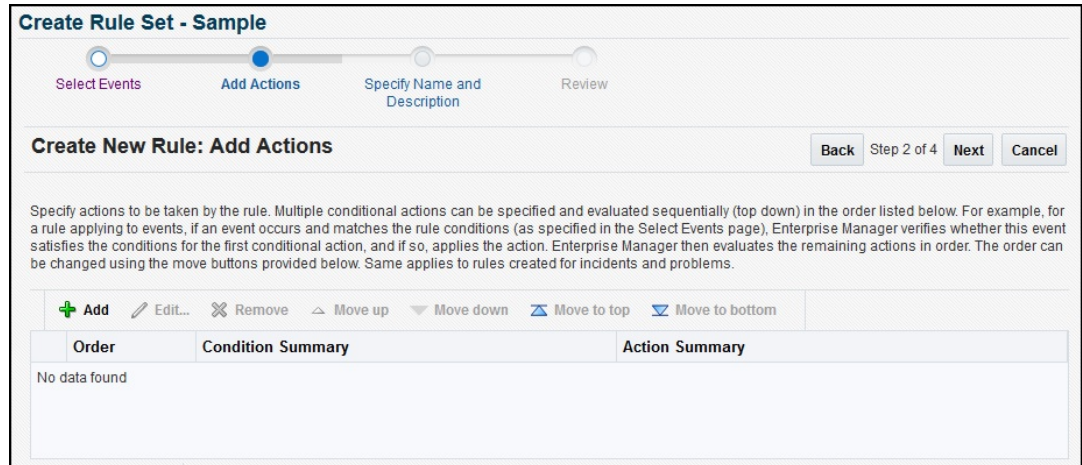 Create Rule Set - Sample
Select Events
Add Actions
Specify Name and
Description
Review
Create New Rule: Add Actions
Back Step 2 of 4 Next Cancel
Specify actions to be taken by the rule. Multiple conditional actions can be specified and evaluated sequentially (top down) in the order listed below. For example, for
a rule applying to events, if an event occurs and matches the rule conditions (as specified in the Select Events page), Enterprise Manager verifies whether this event
satisfies the conditions for the first conditional action, and if so, applies the action. Enterprise Manager then evaluates the remaining actions in order. The order can
be changed using the move buttons provided below. Same applies to rules created for incidents and problems.
Add Edit... Remove Move up Move down Move to top Move to bottom
Order Condition Summary Action Summary
No data found